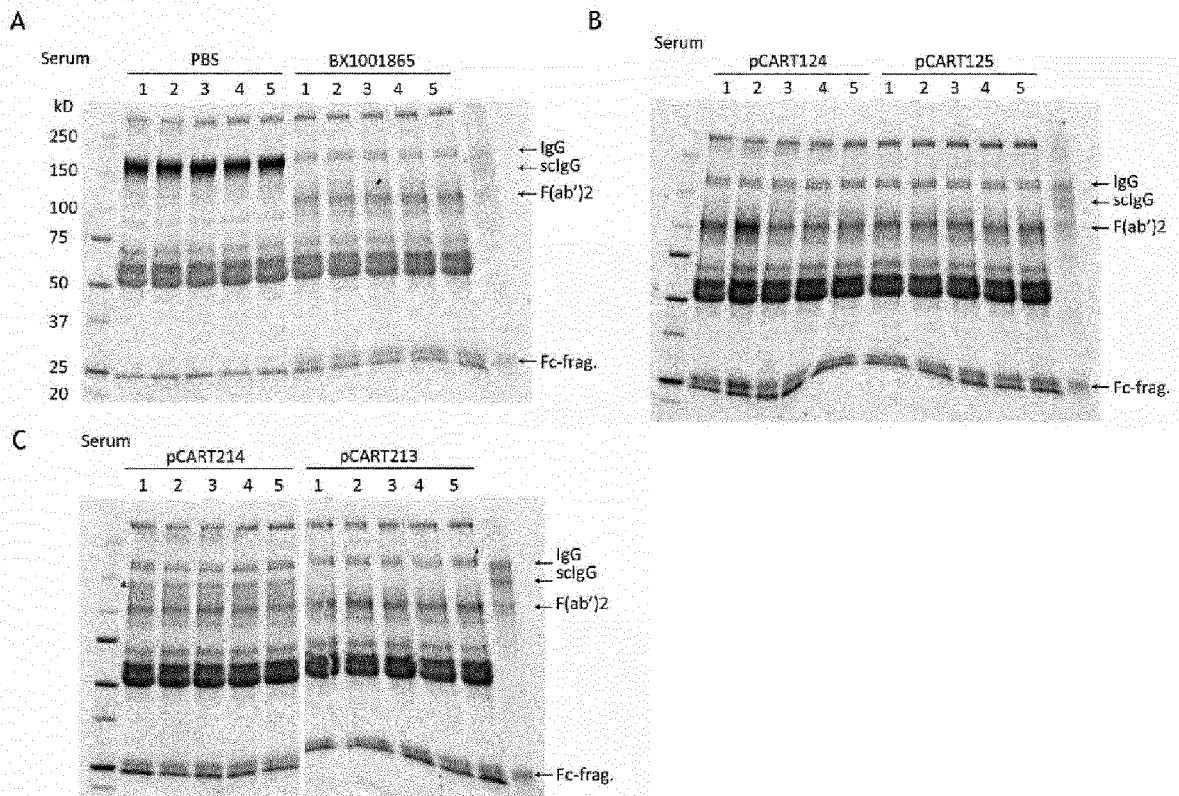 A
Serum PBS BX1001865
1 2 3 4 5 1 2 3 4 5
kD
250
150
100
75
50
37
25
20
IgG
scIgG
F(ab')2
Fc-frag.
B
Serum
pCART124 pCART125
1 2 3 4 5 1 2 3 4 5
IgG
scIgG
F(ab')2
Fc-frag.
C
Serum
pCART214 pCART213
1 2 3 4 5 1 2 3 4 5
IgG
scIgG
*
F(ab')2
Fc-frag.